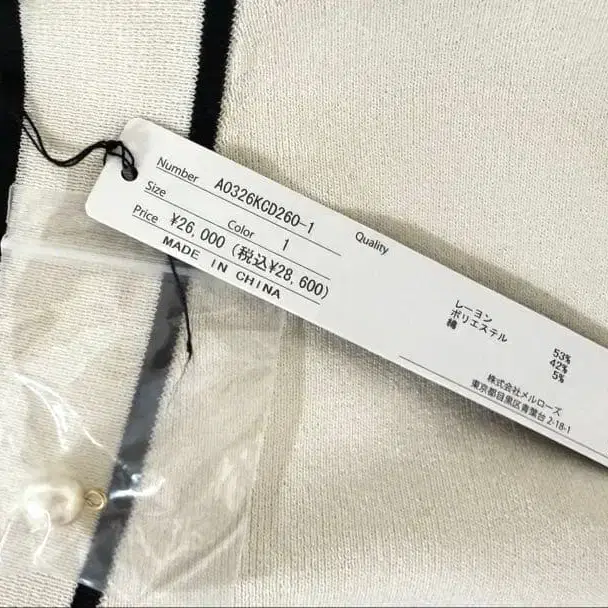 Number A0326KCD260-1
Size
Color 1
Price ¥26,000 (税込¥28,600)
MADE IN CHINA
Quality
レーヨン 53%
ポリエステル 42%
綿 5%
株式会社メルローズ
東京都目黒区青葉台2-18-1